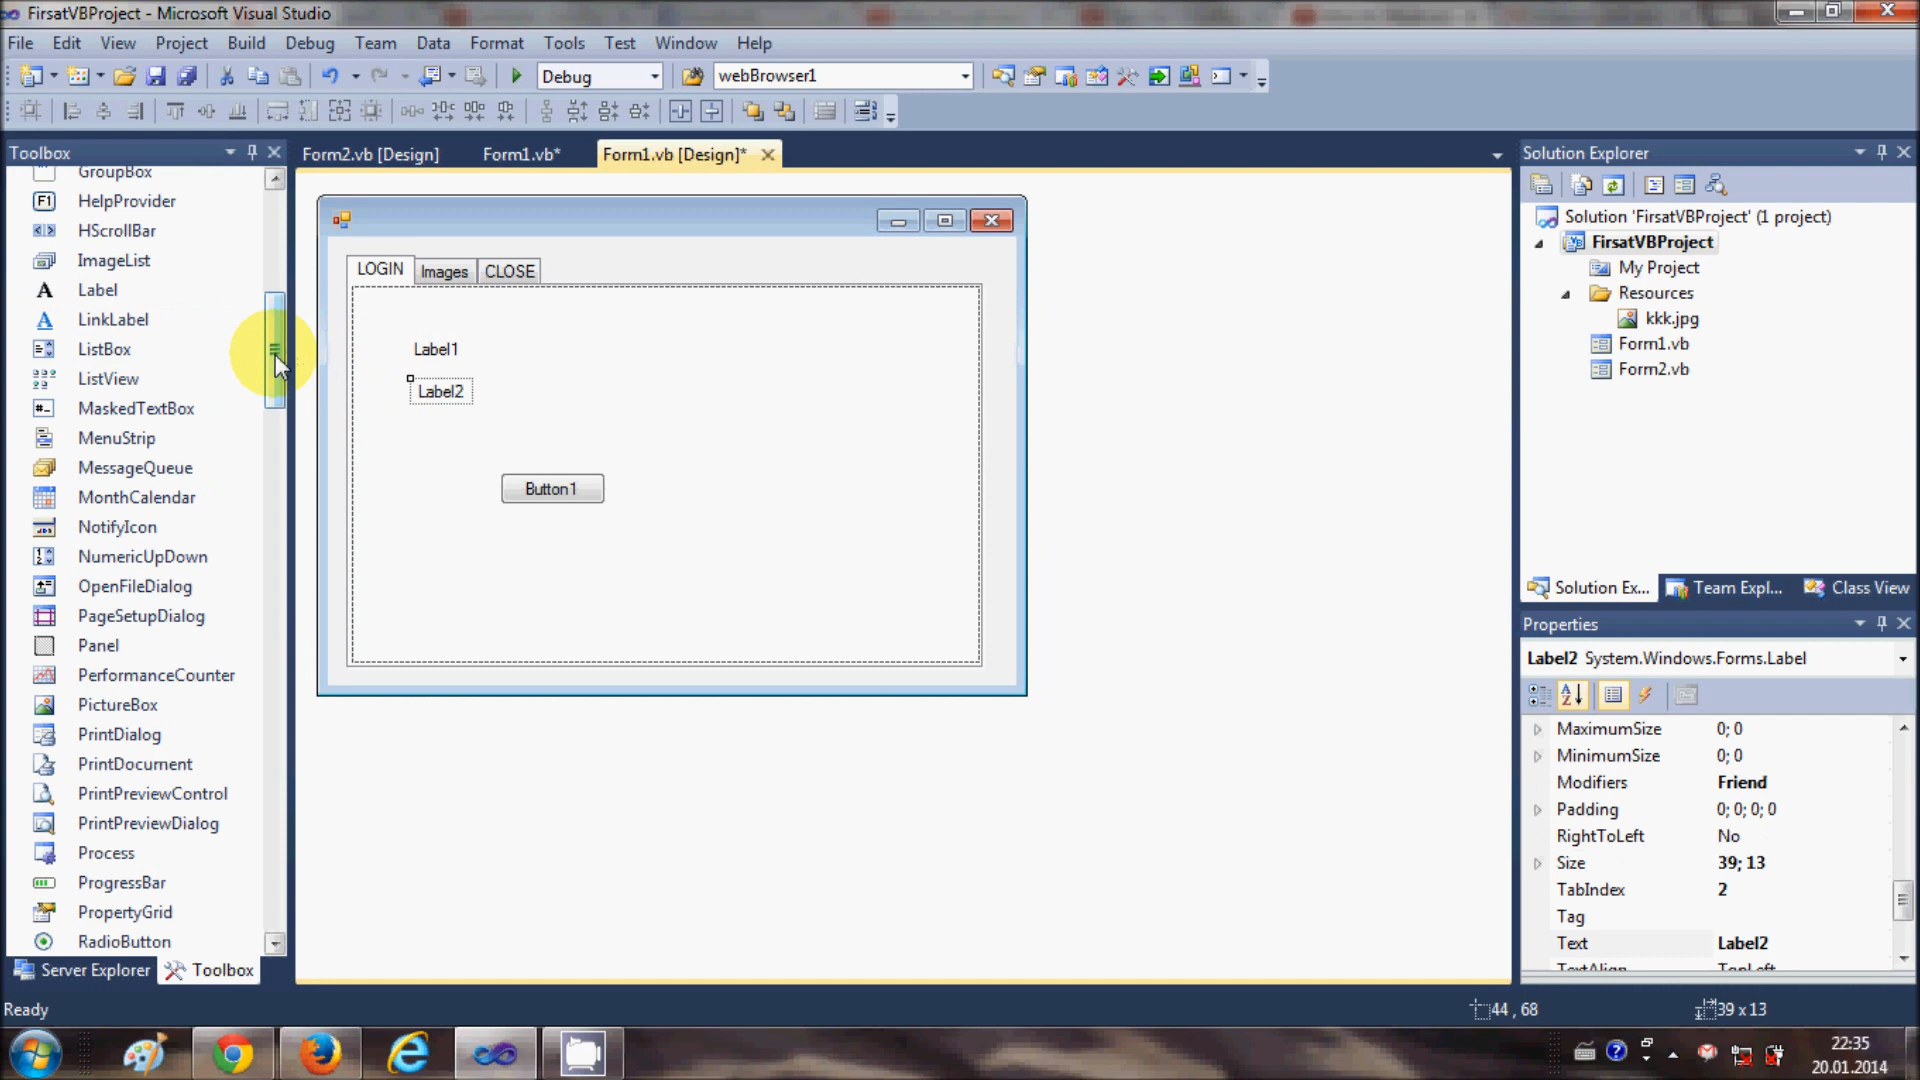 FirsatVBProject - Microsoft Visual Studio
File Edit View Project Build Debug Team Data Format Tools Test Window Help
Debug webBrowser1
Toolbox
GroupBox
HelpProvider
HScrollBar
ImageList
Label
LinkLabel
ListBox
ListView
MaskedTextBox
MenuStrip
MessageQueue
MonthCalendar
NotifyIcon
NumericUpDown
OpenFileDialog
PageSetupDialog
Panel
PerformanceCounter
PictureBox
PrintDialog
PrintDocument
PrintPreviewControl
PrintPreviewDialog
Process
ProgressBar
PropertyGrid
RadioButton
Server Explorer Toolbox
Form2.vb [Design] Form1.vb* Form1.vb [Design]*
LOGIN Images CLOSE
Label1
Label2
Button1
Solution Explorer
Solution 'FirsatVBProject' (1 project)
FirsatVBProject
My Project
Resources
kkk.jpg
Form1.vb
Form2.vb
Solution Ex... Team Expl... Class View
Properties
Label2 System.Windows.Forms.Label
MaximumSize 0; 0
MinimumSize 0; 0
Modifiers Friend
Padding 0; 0; 0; 0
RightToLeft No
Size 39; 13
TabIndex 2
Tag
Text Label2
TextAlign TopLeft
Ready 44 , 68 39 x 13
22:35
20.01.2014